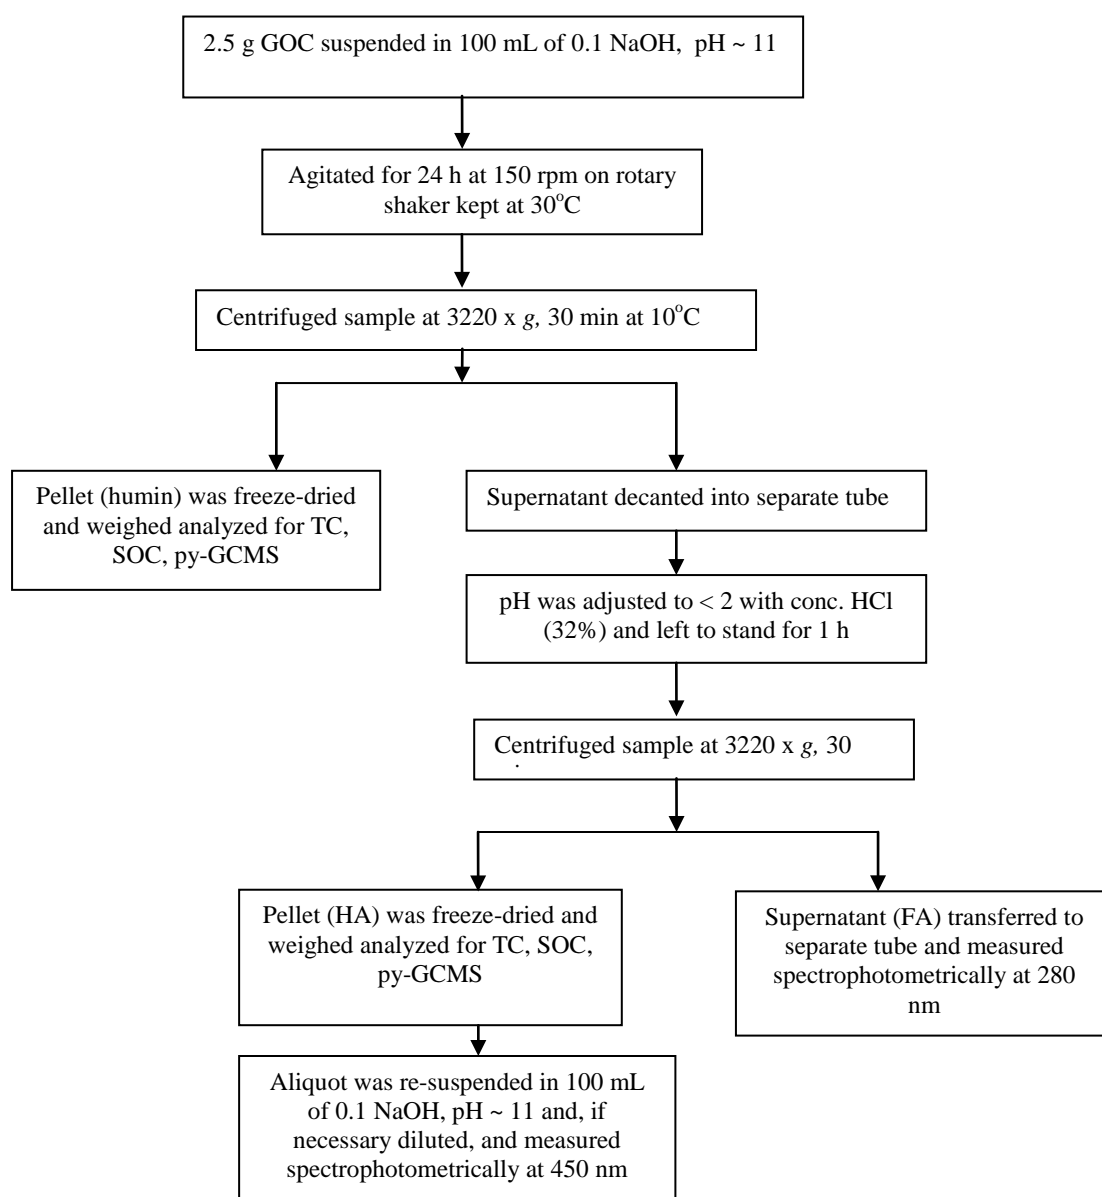 2.5 g GOC suspended in 100 mL of 0.1 NaOH, pH ~ 11
Agitated for 24 h at 150 rpm on rotary
shaker kept at 30°C
Centrifuged sample at 3220 x g, 30 min at 10°C
Pellet (humin) was freeze-dried
and weighed analyzed for TC,
SOC, py-GCMS
Supernatant decanted into separate tube
pH was adjusted to < 2 with conc. HCl
(32%) and left to stand for 1 h
Centrifuged sample at 3220 x g, 30
Pellet (HA) was freeze-dried and
weighed analyzed for TC, SOC,
py-GCMS
Supernatant (FA) transferred to
separate tube and measured
spectrophotometrically at 280
nm
Aliquot was re-suspended in 100 mL
of 0.1 NaOH, pH ~ 11 and, if
necessary diluted, and measured
spectrophotometrically at 450 nm